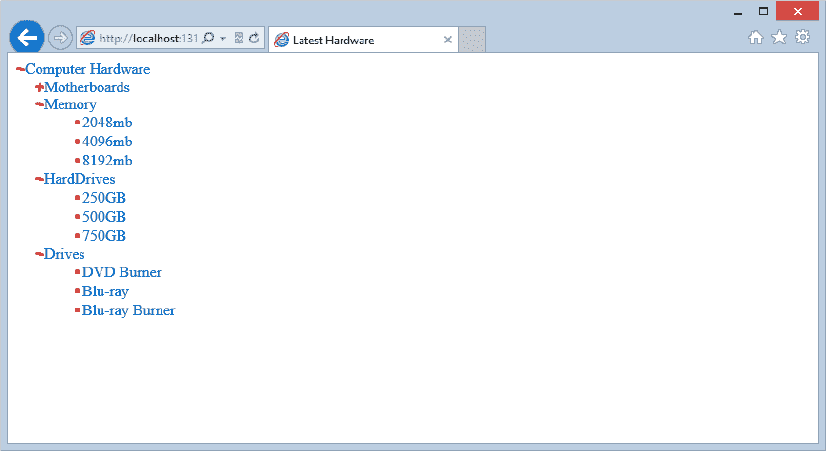 http://localhost:131
Latest Hardware
Computer Hardware
Motherboards
Memory
2048mb
4096mb
8192mb
HardDrives
250GB
500GB
750GB
Drives
DVD Burner
Blu-ray
Blu-ray Burner